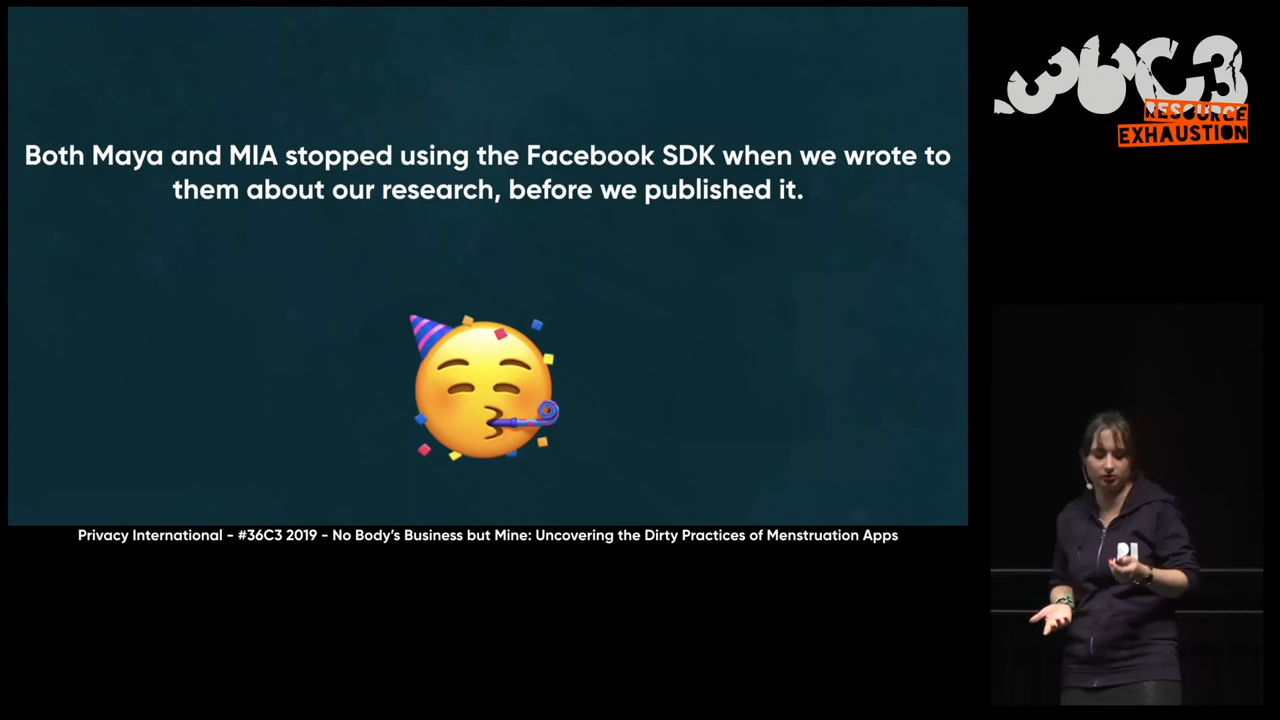 Both Maya and MIA stopped using the Facebook SDK when we wrote to
them about our research, before we published it.
36C3
RESOURCE
EXHAUSTION
PI
Privacy International - #36C3 2019 - No Body's Business but Mine: Uncovering the Dirty Practices of Menstruation Apps